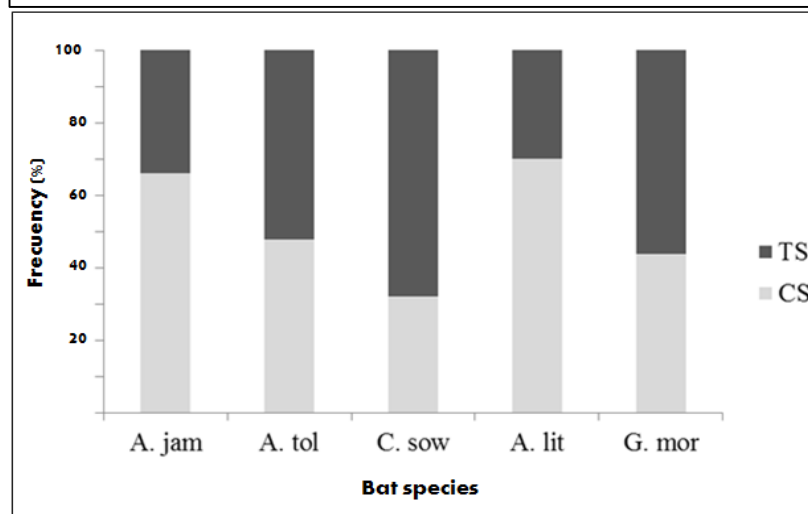 100
80
60
40
20
Frecuency (%)
TS
CS
A. jam A. tol C. sow A. lit G. mor
Bat species